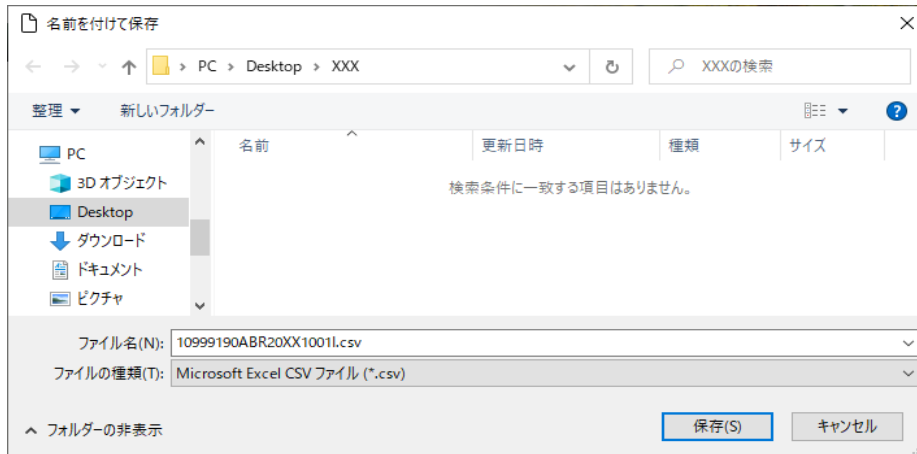 名前を付けて保存
PC > Desktop > XXX
XXXの検索
整理 新しいフォルダー
名前 更新日時 種類 サイズ
検索条件に一致する項目はありません。
PC
3D オブジェクト
Desktop
ダウンロード
ドキュメント
ピクチャ
ファイル名(N): 10999190ABR20XX1001l.csv
ファイルの種類(T): Microsoft Excel CSV ファイル (*.csv)
フォルダーの非表示
保存(S) キャンセル